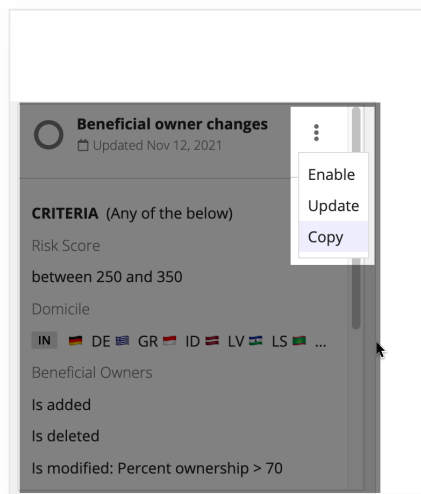 Beneficial owner changes
Updated Nov 12, 2021
Enable
Update
Copy
CRITERIA (Any of the below)
Risk Score
between 250 and 350
Domicile
IN DE GR ID LV LS ...
Beneficial Owners
Is added
Is deleted
Is modified: Percent ownership > 70